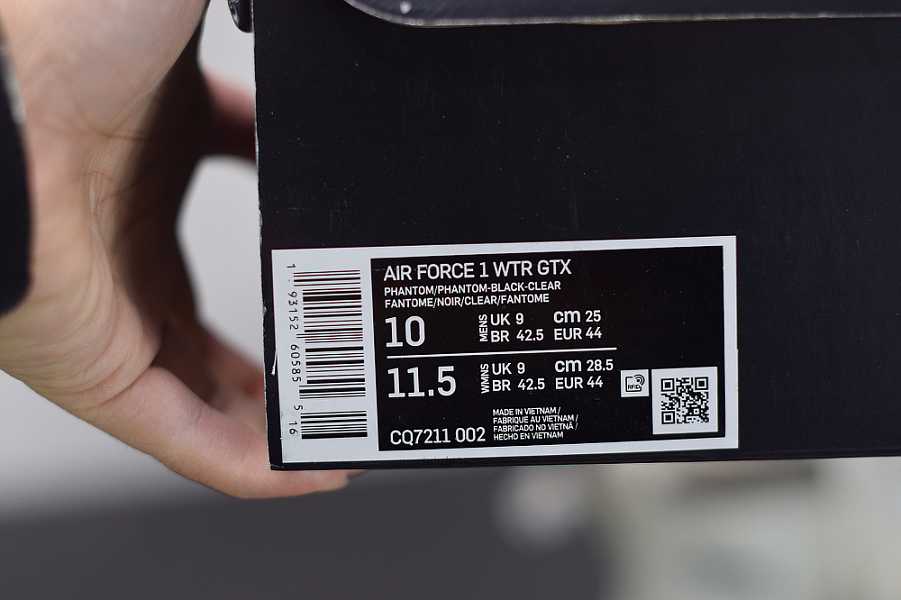 AIR FORCE 1 WTR GTX
PHANTOM/PHANTOM-BLACK-CLEAR
FANTOME/NOIR/CLEAR/FANTOME
10 MENS UK 9 cm 25
BR 42.5 EUR 44
11.5 WMNS UK 9 cm 28.5
BR 42.5 EUR 44
RFID
CQ7211 002
MADE IN VIETNAM /
FABRIQUE AU VIETNAM /
FABRICADO NO VIETNÃ /
HECHO EN VIETNAM
1 93152 60585 5 16